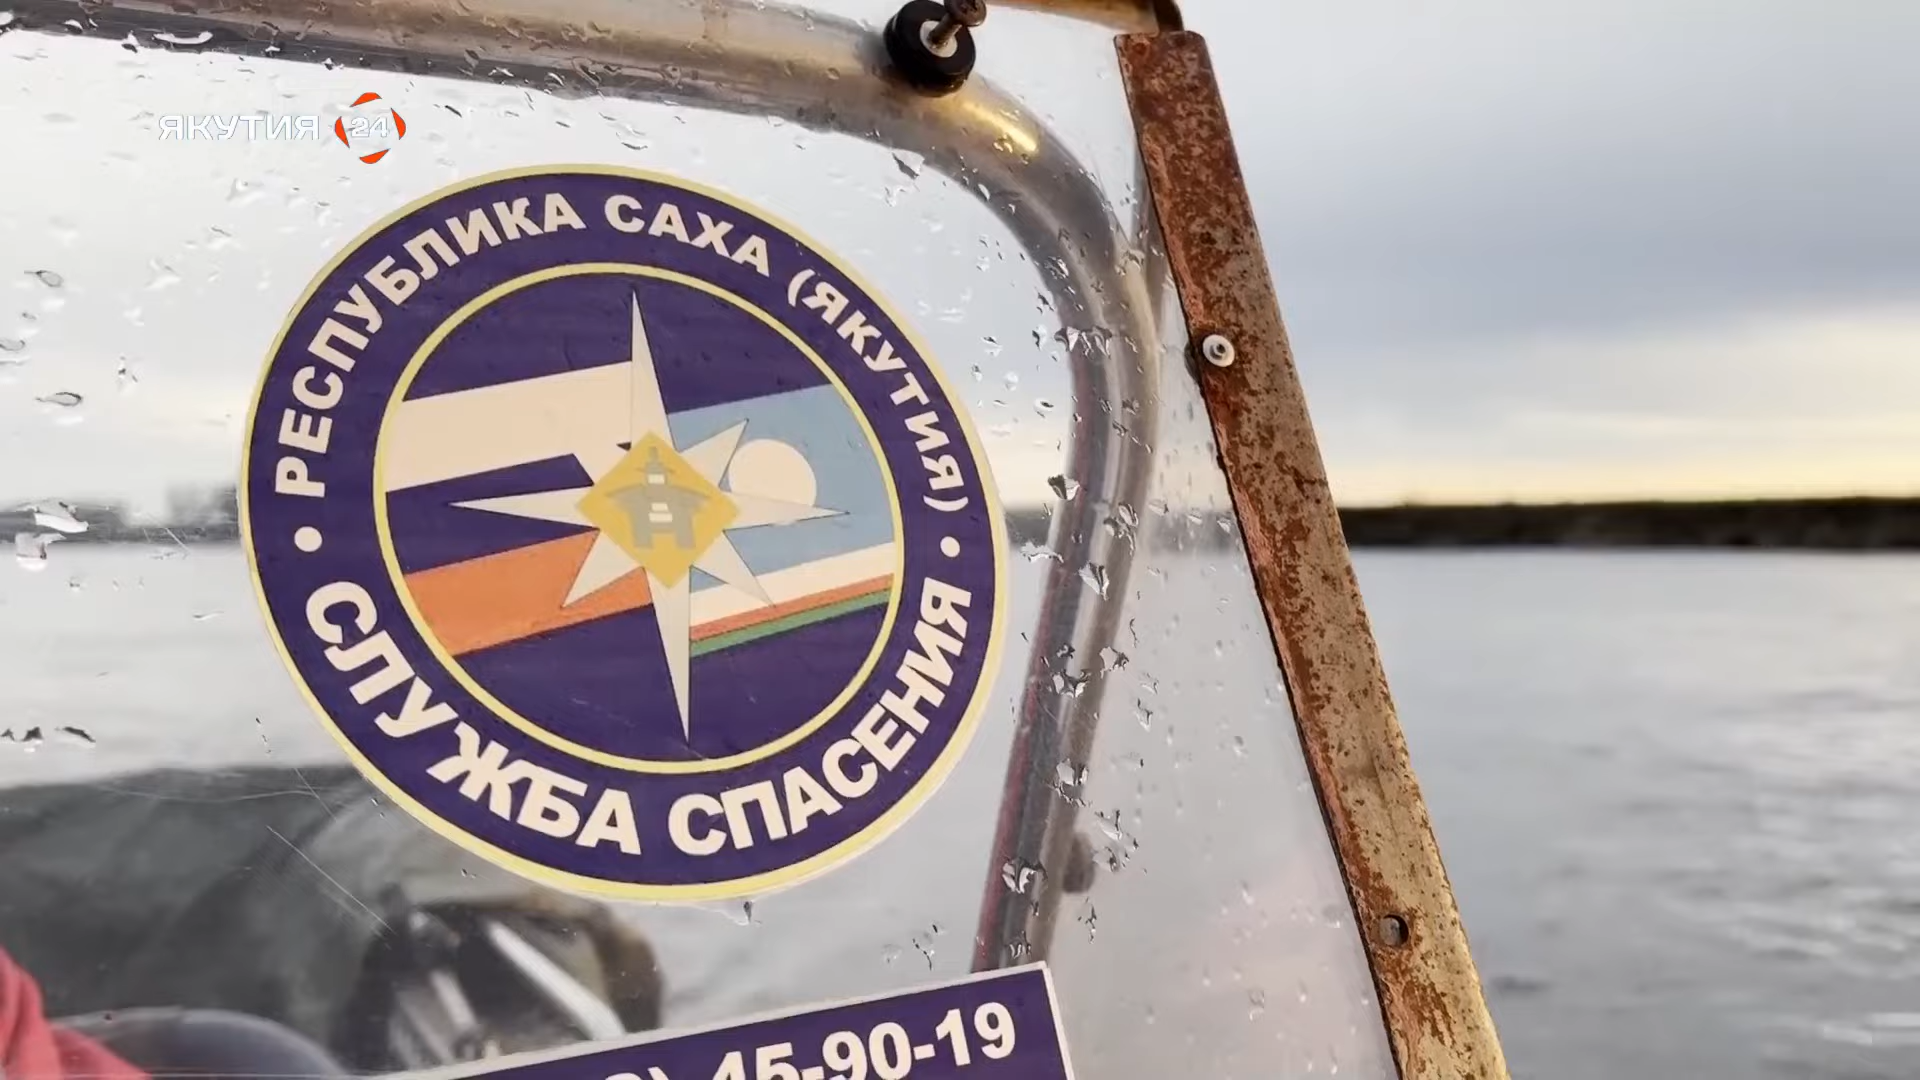 ЯКУТИЯ 24
• РЕСПУБЛИКА САХА (ЯКУТИЯ) •
СЛУЖБА СПАСЕНИЯ
45-90-19